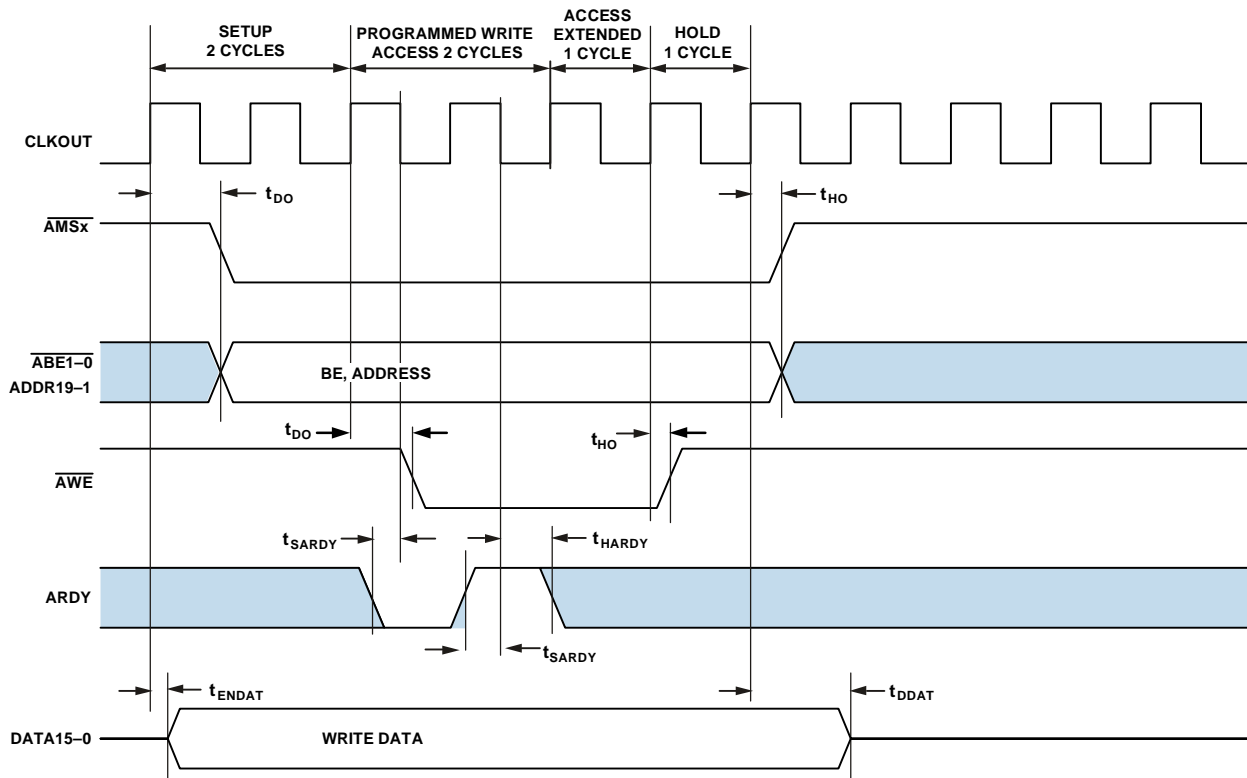 SETUP
2 CYCLES
PROGRAMMED WRITE
ACCESS 2 CYCLES
ACCESS
EXTENDED
1 CYCLE
HOLD
1 CYCLE
CLKOUT
tDO
tHO
AMSx
ABE1–0
ADDR19–1
BE, ADDRESS
tDO
tHO
AWE
tSARDY
tHARDY
ARDY
tSARDY
tENDAT
tDDAT
DATA15–0
WRITE DATA